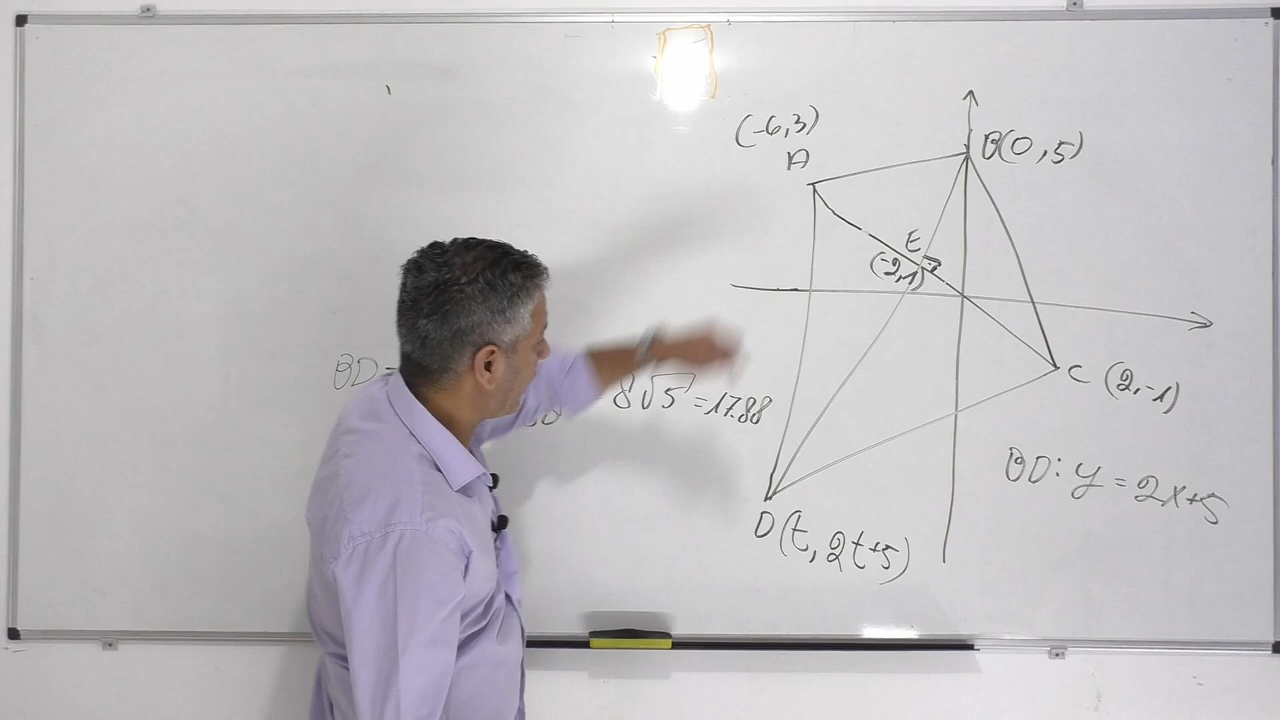 (-6,3)
A
B(0,5)
E
(-2,1)
C (2,-1)
BD=
8√5 = 17.88
BD: y = 2x+5
D(t, 2t+5)